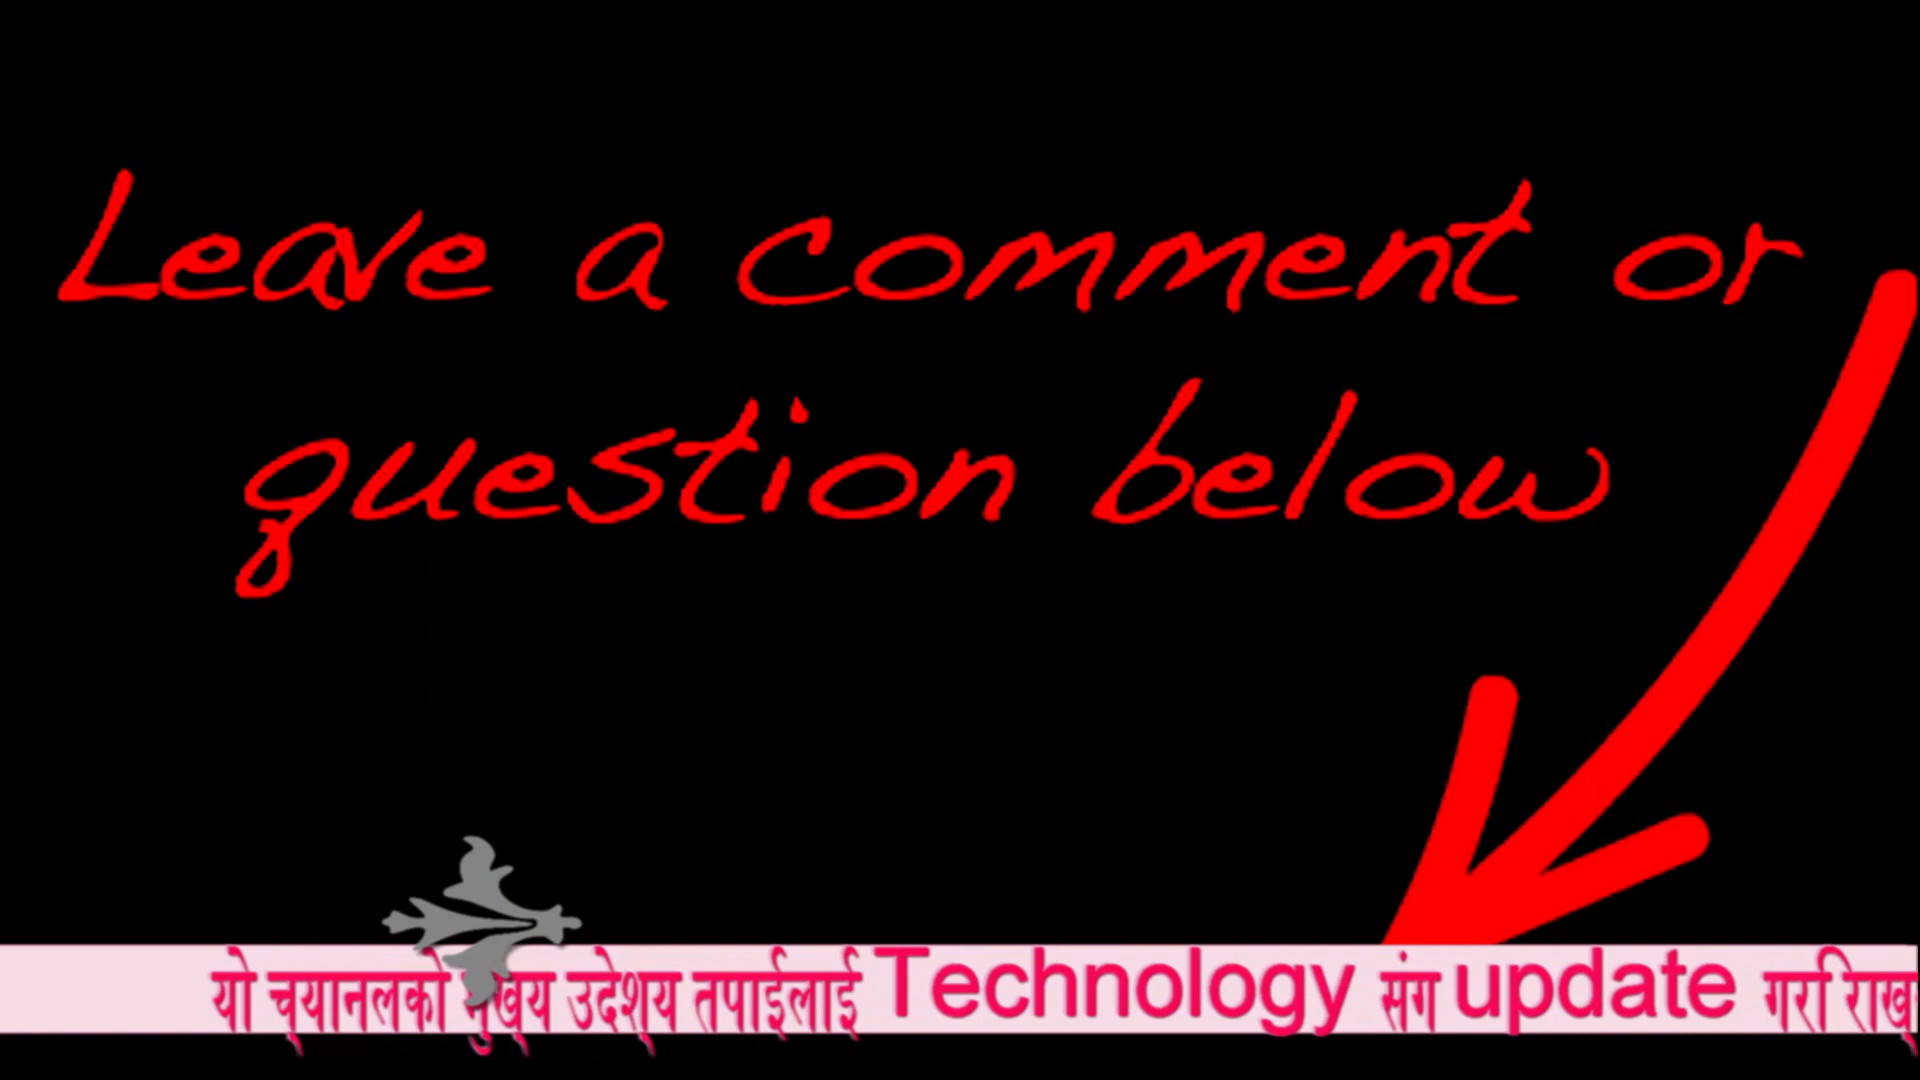 Leave a comment or
question below
यो च्यानलको मुख्य उदेश्य तपाईलाई Technology संग update गरी